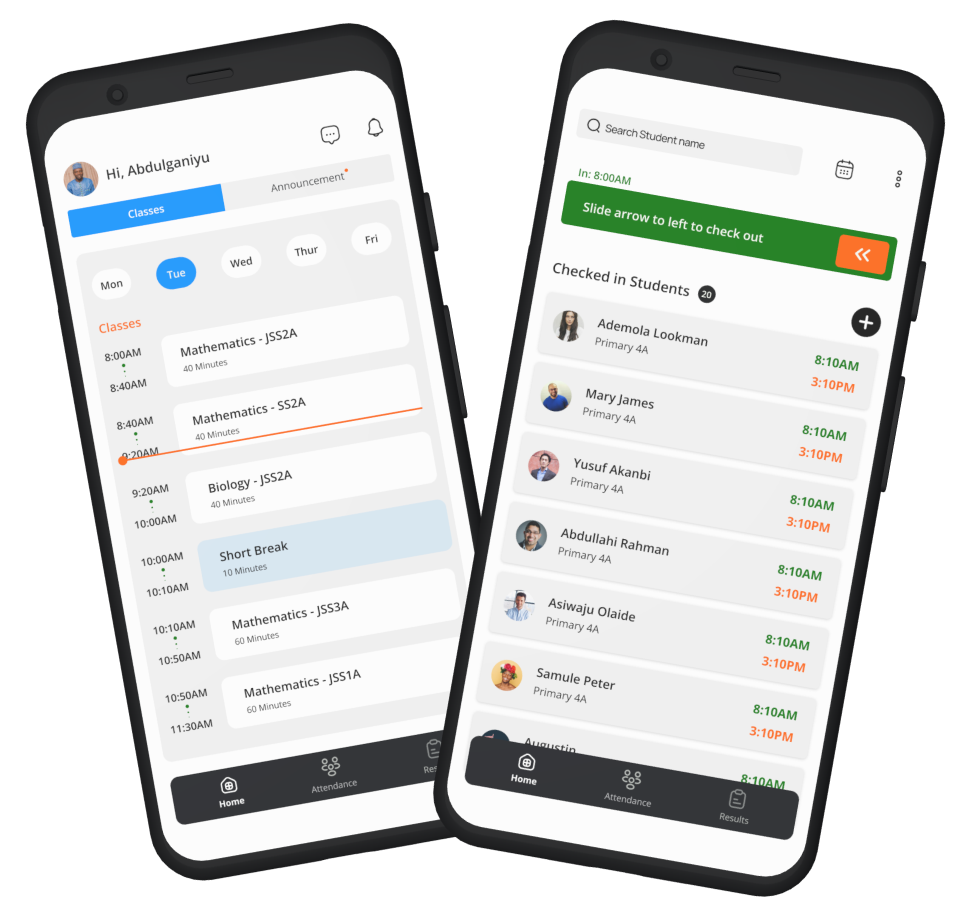 Hi, Abdulganiyu
Classes
Announcement
Mon
Tue
Wed
Thur
Fri
Classes
8:00AM
8:40AM
Mathematics - JSS2A
40 Minutes
8:40AM
9:20AM
Mathematics - SS2A
40 Minutes
9:20AM
10:00AM
Biology - JSS2A
40 Minutes
10:00AM
10:10AM
Short Break
10 Minutes
10:10AM
10:50AM
Mathematics - JSS3A
60 Minutes
10:50AM
11:30AM
Mathematics - JSS1A
60 Minutes
Home
Attendance
Search Student name
In: 8:00AM
Slide arrow to left to check out
Checked in Students 20
Ademola Lookman
Primary 4A
8:10AM
3:10PM
Mary James
Primary 4A
8:10AM
3:10PM
Yusuf Akanbi
Primary 4A
8:10AM
3:10PM
Abdullahi Rahman
Primary 4A
8:10AM
3:10PM
Asiwaju Olaide
Primary 4A
8:10AM
3:10PM
Samule Peter
Primary 4A
8:10AM
3:10PM
Augustin
8:10AM
Home
Attendance
Results